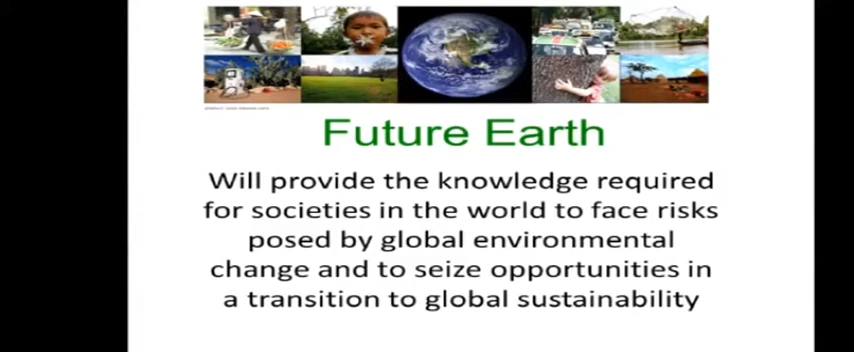 Future Earth
Will provide the knowledge required
for societies in the world to face risks
posed by global environmental
change and to seize opportunities in
a transition to global sustainability